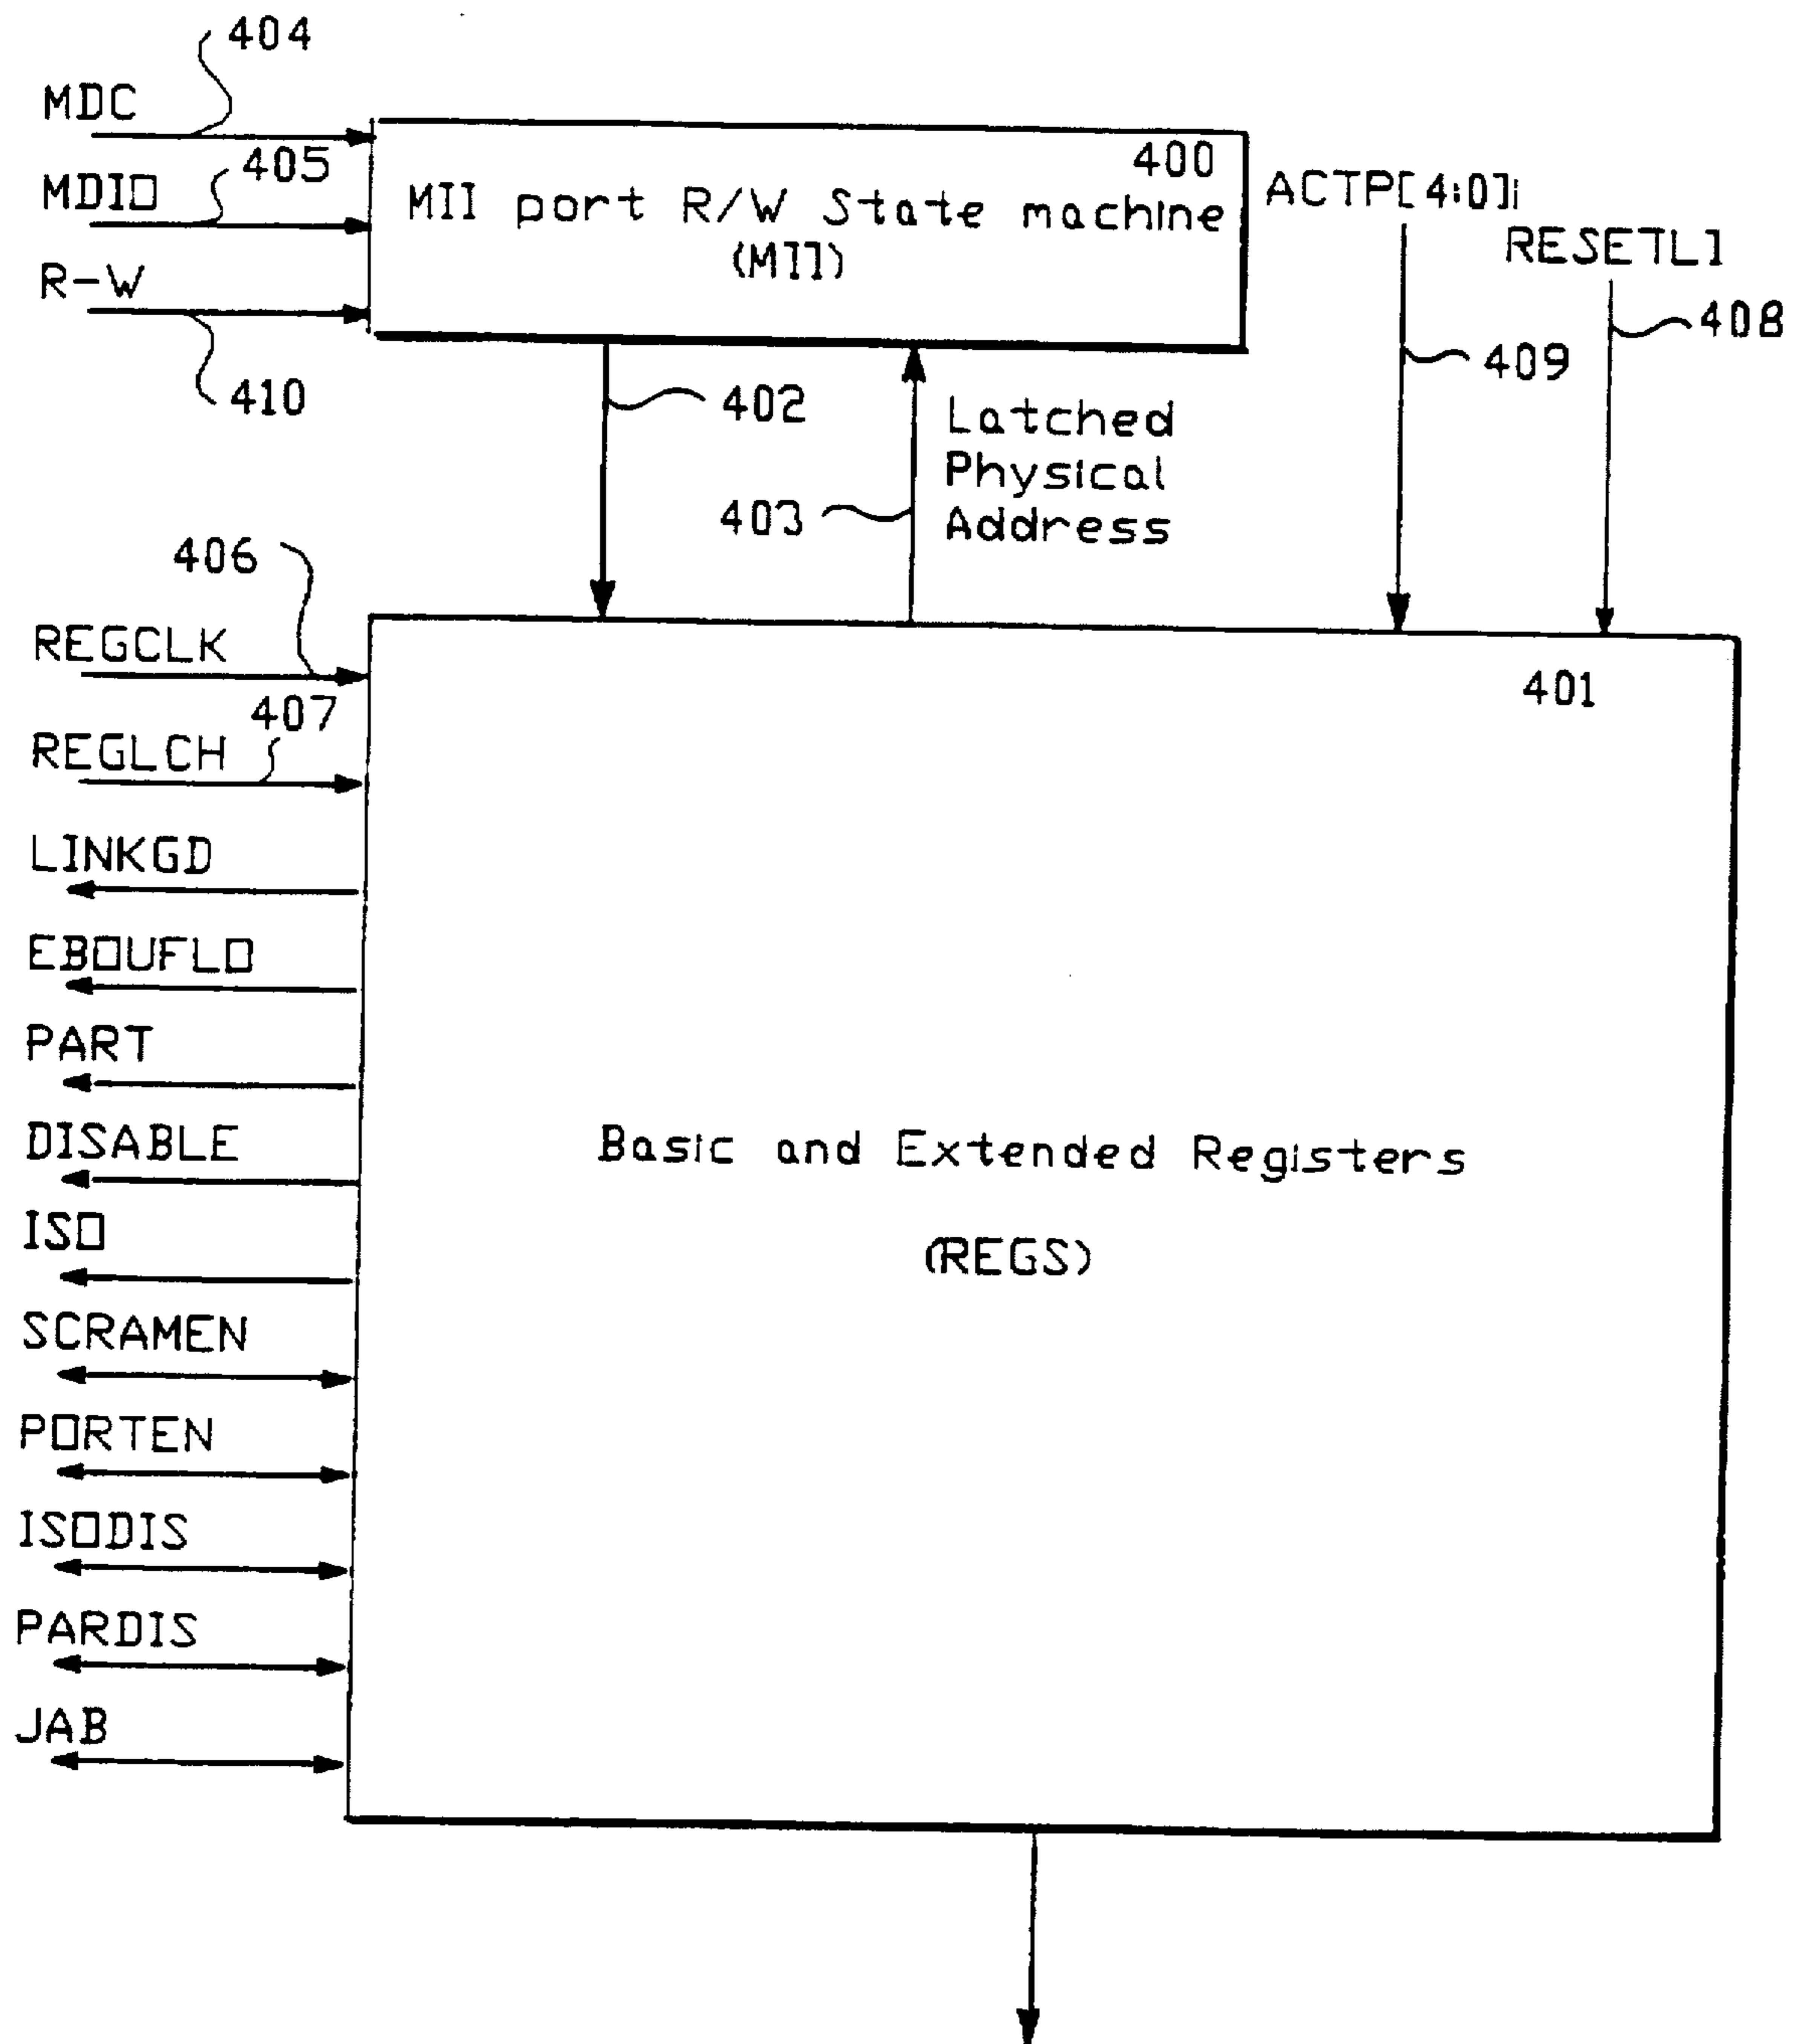 404
MDC
405
MDIO
R-W
410
400
MII port R/W State machine
(MII)
ACTP[4:0]i
RESETLI
408
409
402
Latched
Physical
Address
403
406
REGCLK
407
REGLCH
401
LINKGD
EBOUFLO
PART
DISABLE
Basic and Extended Registers
ISO
(REGS)
SCRAMEN
PORTEN
ISODIS
PARDIS
JAB